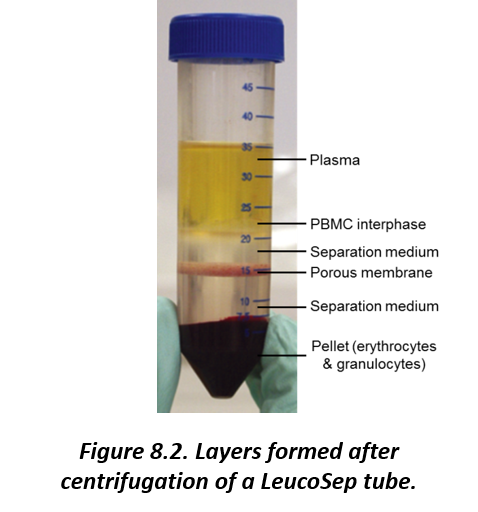 45
40
35
Plasma
30
25
PBMC interphase
20
Separation medium
15
Porous membrane
10
Separation medium
Pellet (erythrocytes
& granulocytes)
Figure 8.2. Layers formed after
centrifugation of a LeucoSep tube.